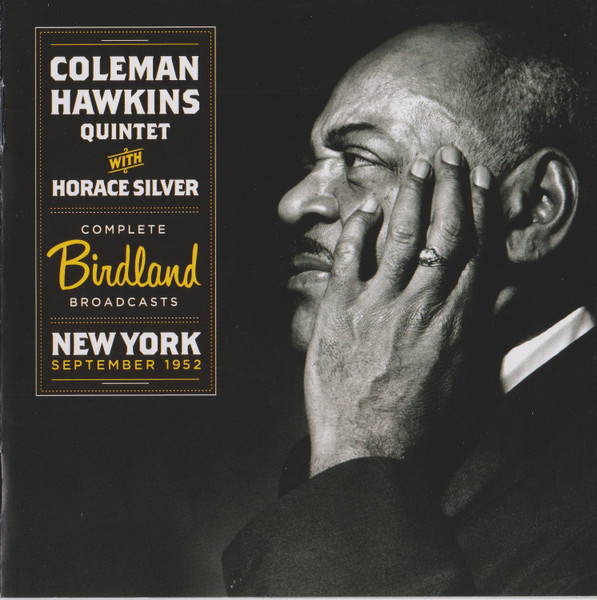 COLEMAN
HAWKINS
QUINTET
WITH
HORACE SILVER
COMPLETE
Birdland
BROADCASTS
NEW YORK
SEPTEMBER 1952